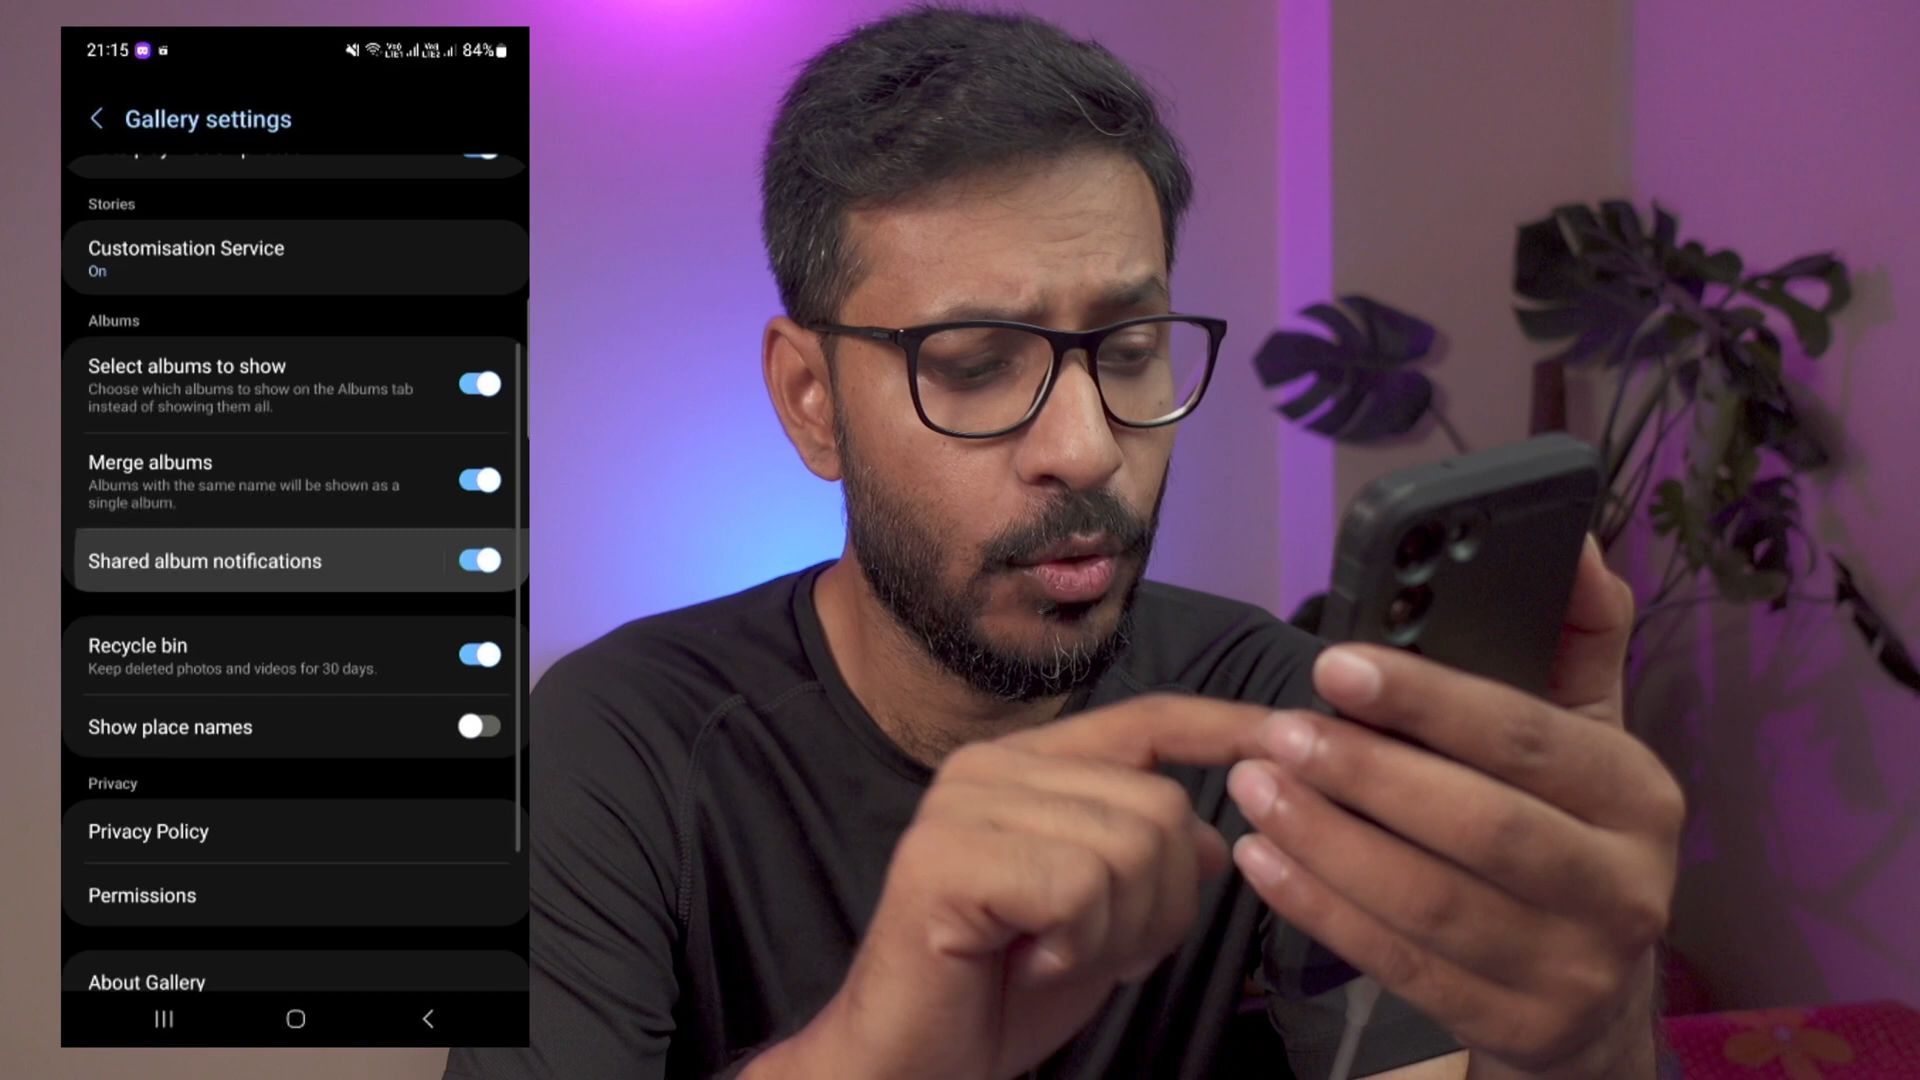 21:15
84%
Gallery settings
Stories
Customisation Service
On
Albums
Select albums to show
Choose which albums to show on the Albums tab
instead of showing them all.
Merge albums
Albums with the same name will be shown as a
single album.
Shared album notifications
Recycle bin
Keep deleted photos and videos for 30 days.
Show place names
Privacy
Privacy Policy
Permissions
About Gallery